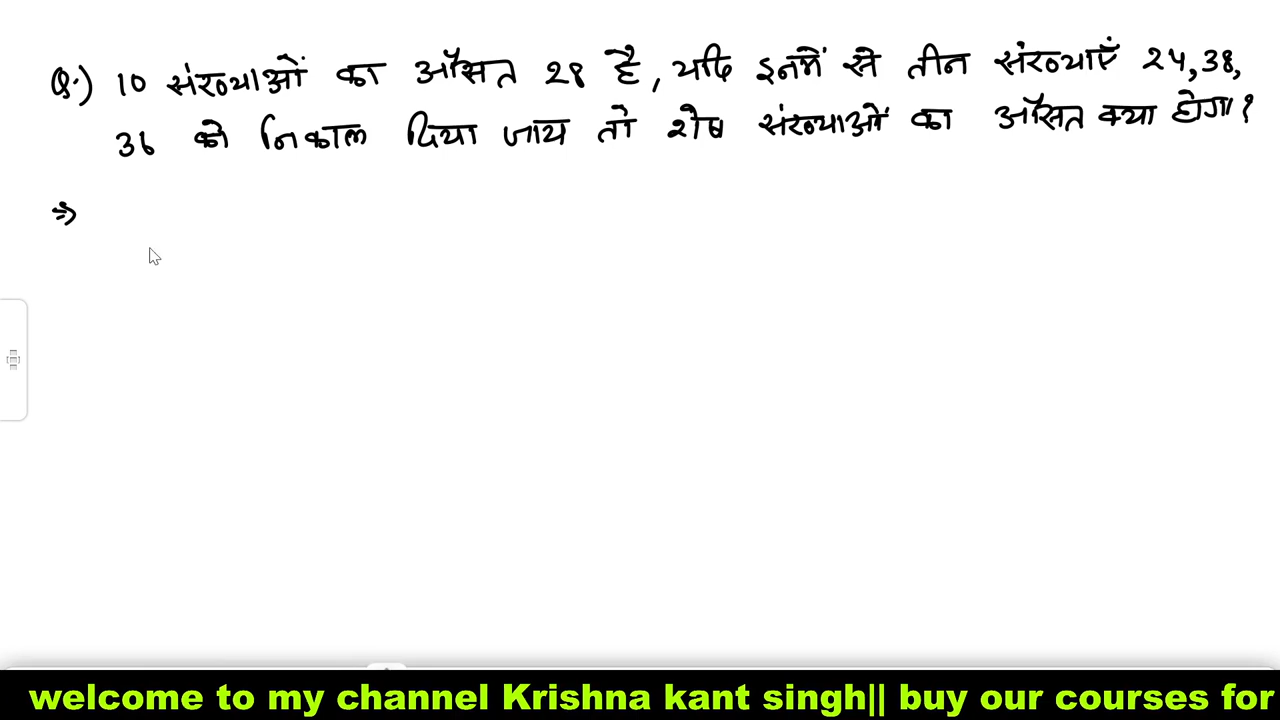 Q.) 10 संख्याओं का औसत 28 है, यदि इनमें से तीन संख्याएँ 24, 38,
36 को निकाल दिया जाय तो शेष संख्याओं का औसत क्या होगा?
⇒
welcome to my channel Krishna kant singh|| buy our courses for